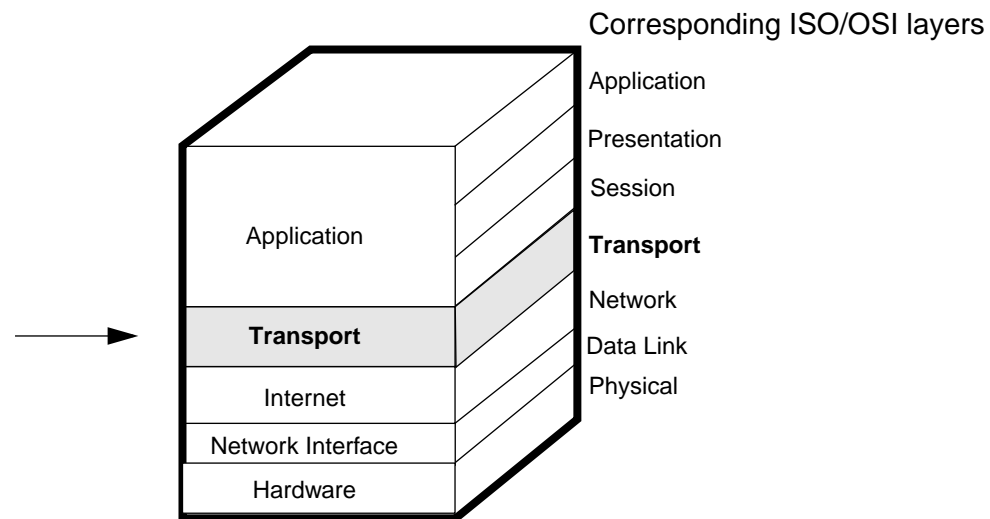 Corresponding ISO/OSI layers
Application
Presentation
Session
Transport
Network
Data Link
Physical
Application
Transport
Internet
Network Interface
Hardware